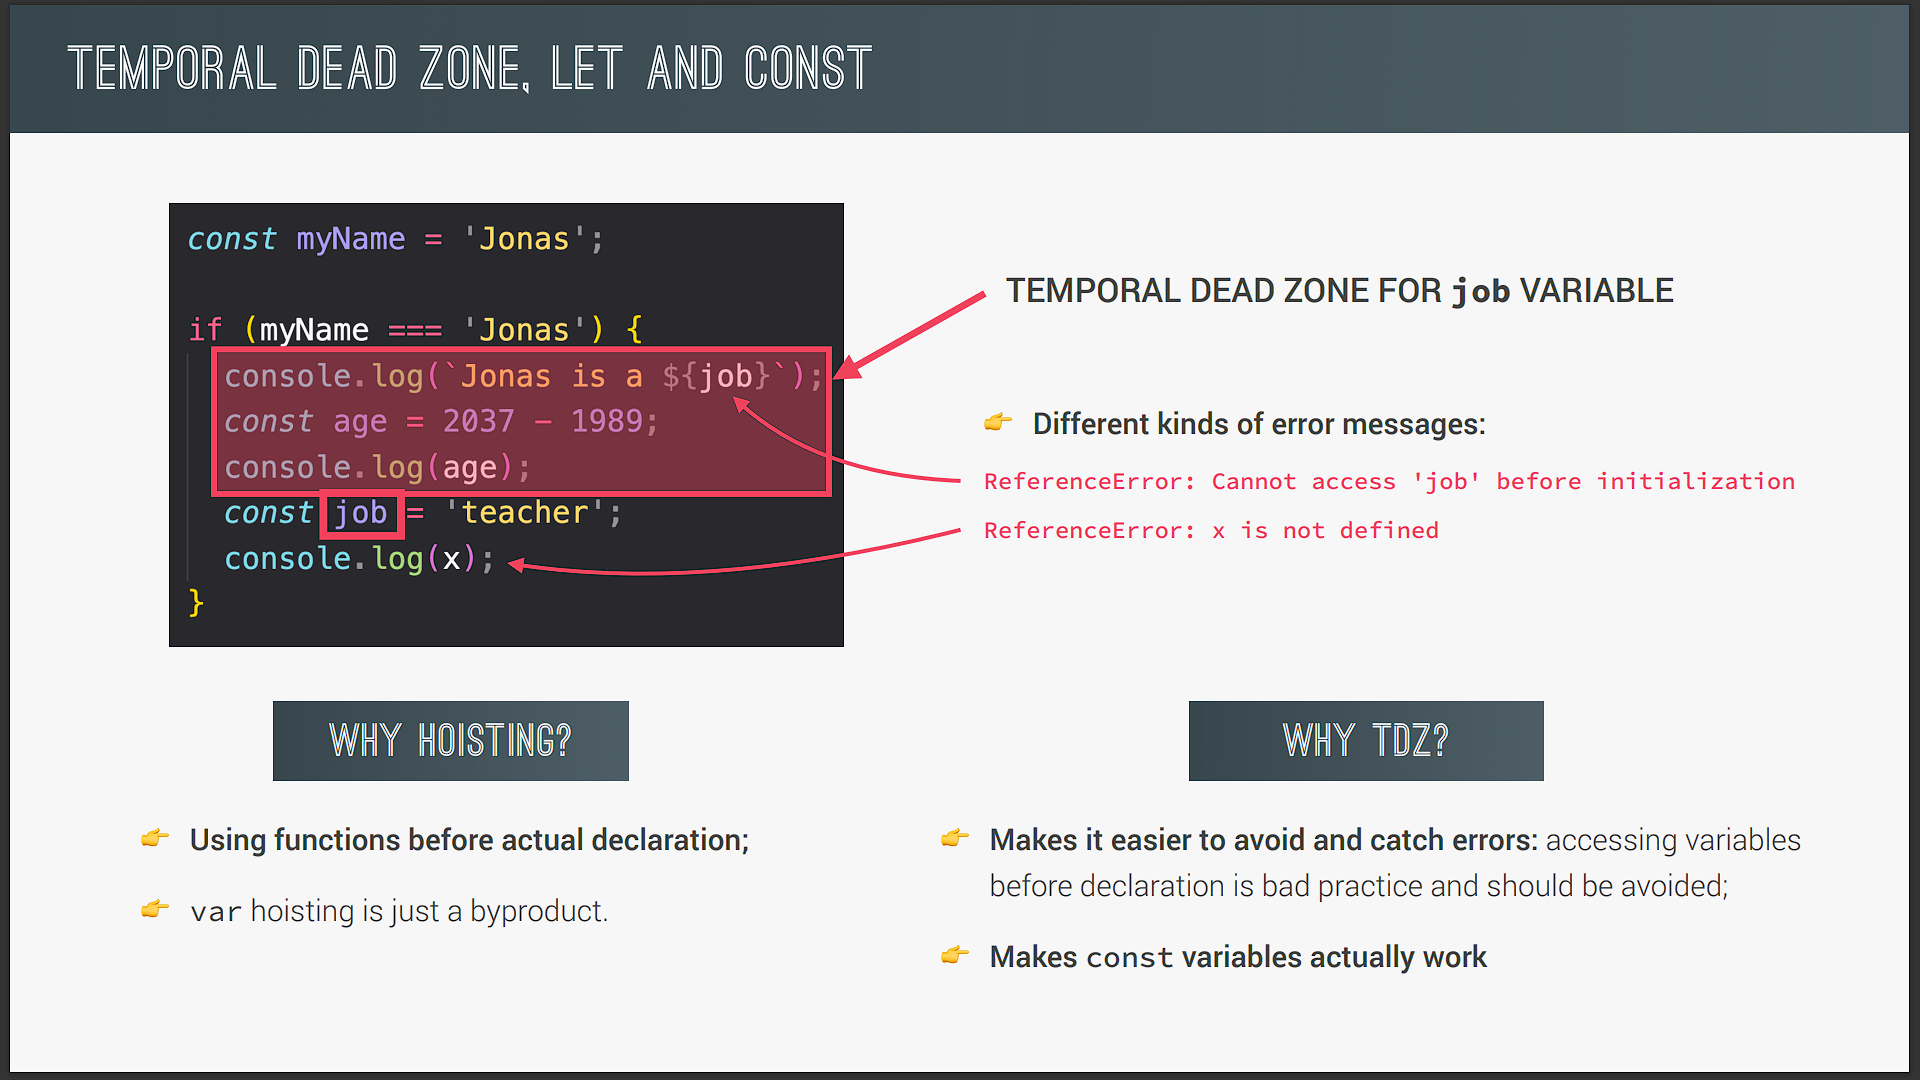 TEMPORAL DEAD ZONE, LET AND CONST
const myName = 'Jonas';
if (myName === 'Jonas') {
console.log(`Jonas is a ${job}`);
const age = 2037 – 1989;
console.log(age);
const job = 'teacher';
console.log(x);
}
TEMPORAL DEAD ZONE FOR job VARIABLE
👉 Different kinds of error messages:
ReferenceError: Cannot access 'job' before initialization
ReferenceError: x is not defined
WHY HOISTING?
👉 Using functions before actual declaration;
👉 var hoisting is just a byproduct.
WHY TDZ?
👉 Makes it easier to avoid and catch errors: accessing variables
before declaration is bad practice and should be avoided;
👉 Makes const variables actually work